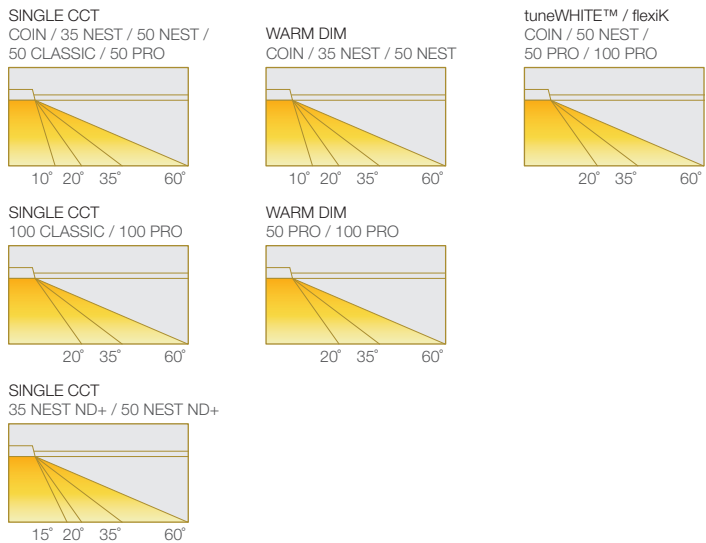 SINGLE CCT
COIN / 35 NEST / 50 NEST /
50 CLASSIC / 50 PRO
10° 20° 35° 60°
WARM DIM
COIN / 35 NEST / 50 NEST
10° 20° 35° 60°
tuneWHITE™ / flexiK
COIN / 50 NEST /
50 PRO / 100 PRO
20° 35° 60°
SINGLE CCT
100 CLASSIC / 100 PRO
20° 35° 60°
WARM DIM
50 PRO / 100 PRO
20° 35° 60°
SINGLE CCT
35 NEST ND+ / 50 NEST ND+
15° 20° 35° 60°